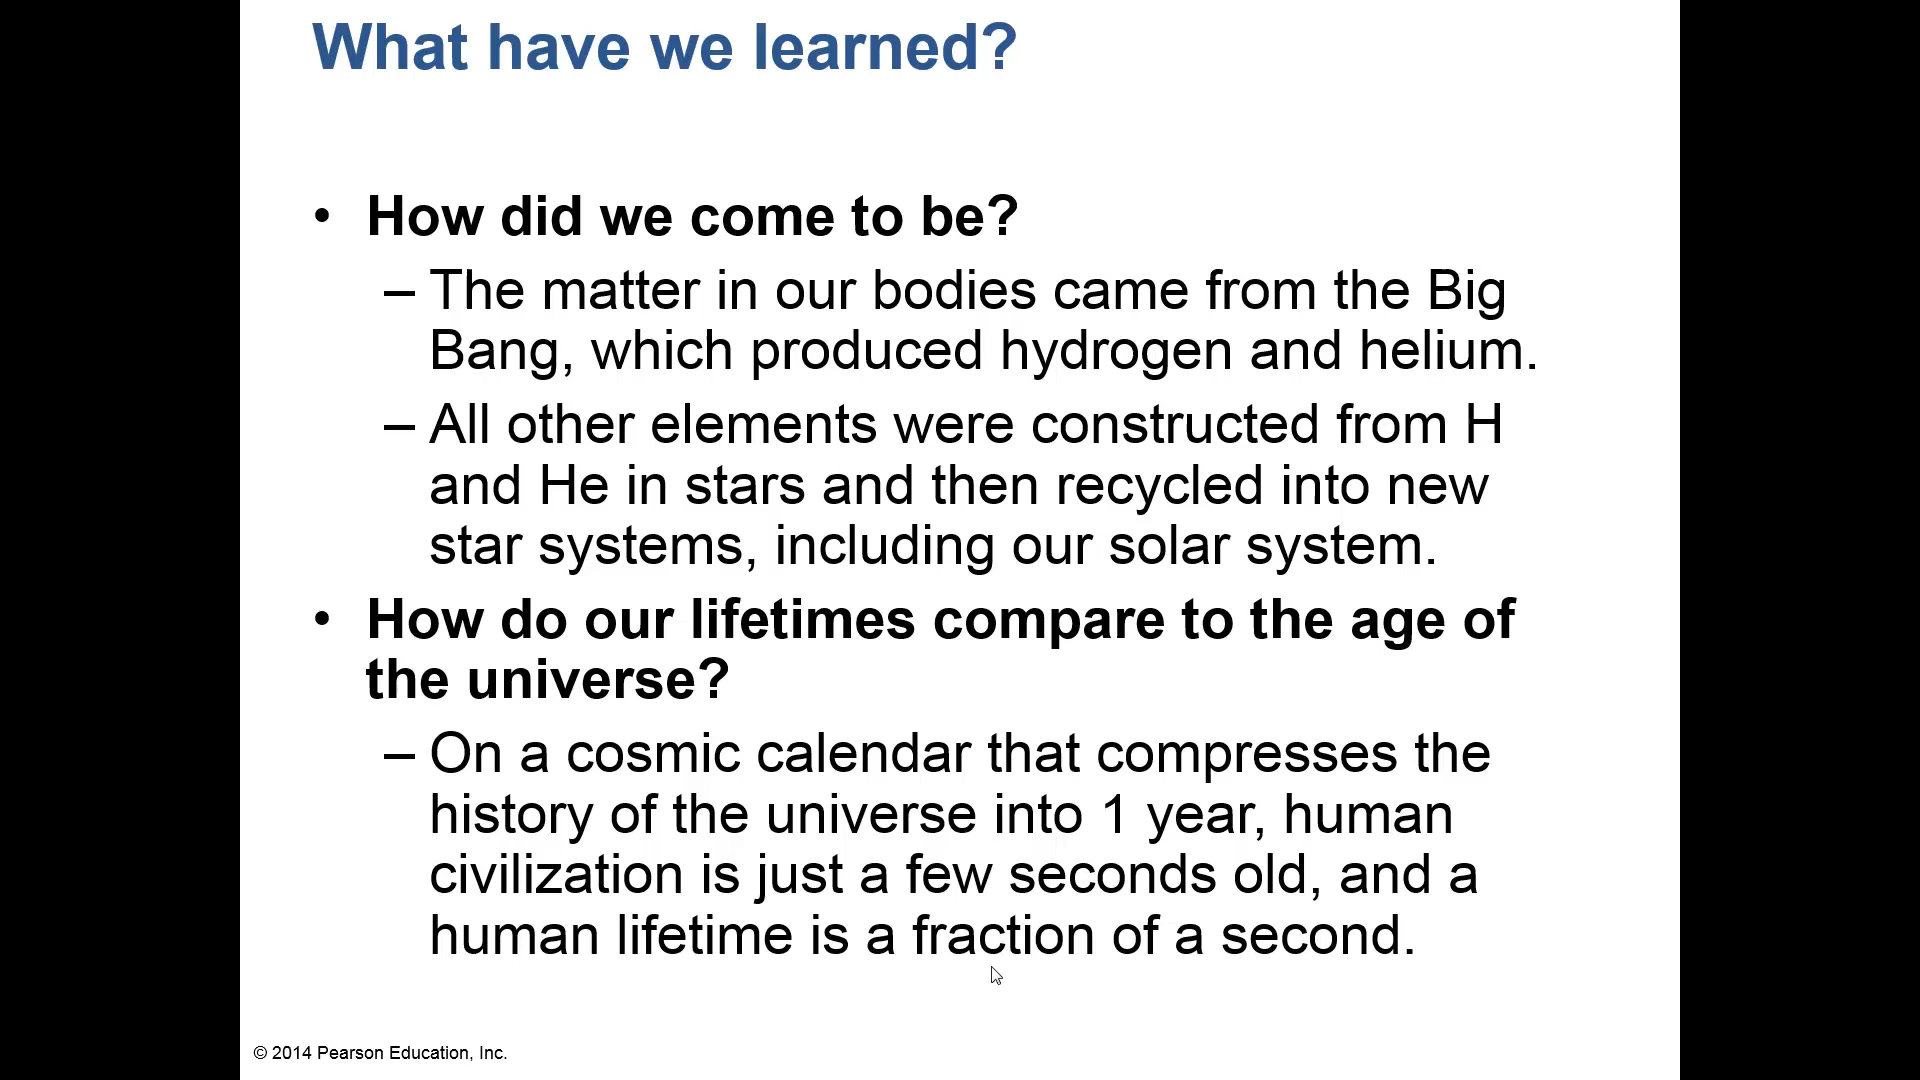 What have we learned?
• How did we come to be?
– The matter in our bodies came from the Big
Bang, which produced hydrogen and helium.
– All other elements were constructed from H
and He in stars and then recycled into new
star systems, including our solar system.
• How do our lifetimes compare to the age of
the universe?
– On a cosmic calendar that compresses the
history of the universe into 1 year, human
civilization is just a few seconds old, and a
human lifetime is a fraction of a second.
© 2014 Pearson Education, Inc.